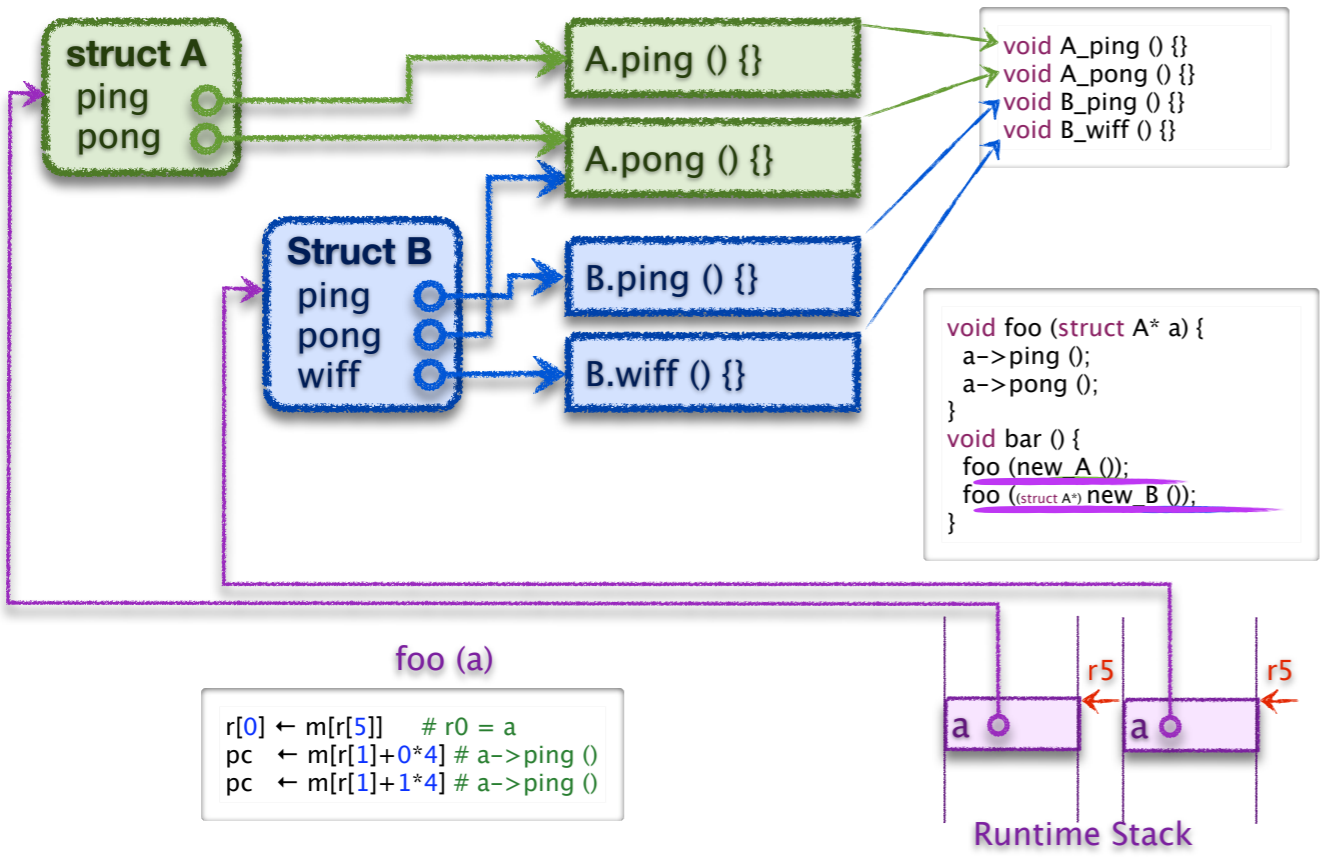 struct A
ping
pong
A.ping () {}
A.pong () {}
void A_ping () {}
void A_pong () {}
void B_ping () {}
void B_wiff () {}
Struct B
ping
pong
wiff
B.ping () {}
B.wiff () {}
void foo (struct A* a) {
a->ping ();
a->pong ();
}
void bar () {
foo (new_A ());
foo ((struct A*) new_B ());
}
foo (a)
r[0] ← m[r[5]] # r0 = a
pc ← m[r[1]+0*4] # a->ping ()
pc ← m[r[1]+1*4] # a->ping ()
r5
r5
a
a
Runtime Stack